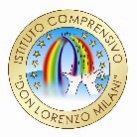 ISTITUTO COMPRENSIVO
"DON LORENZO MILANI"